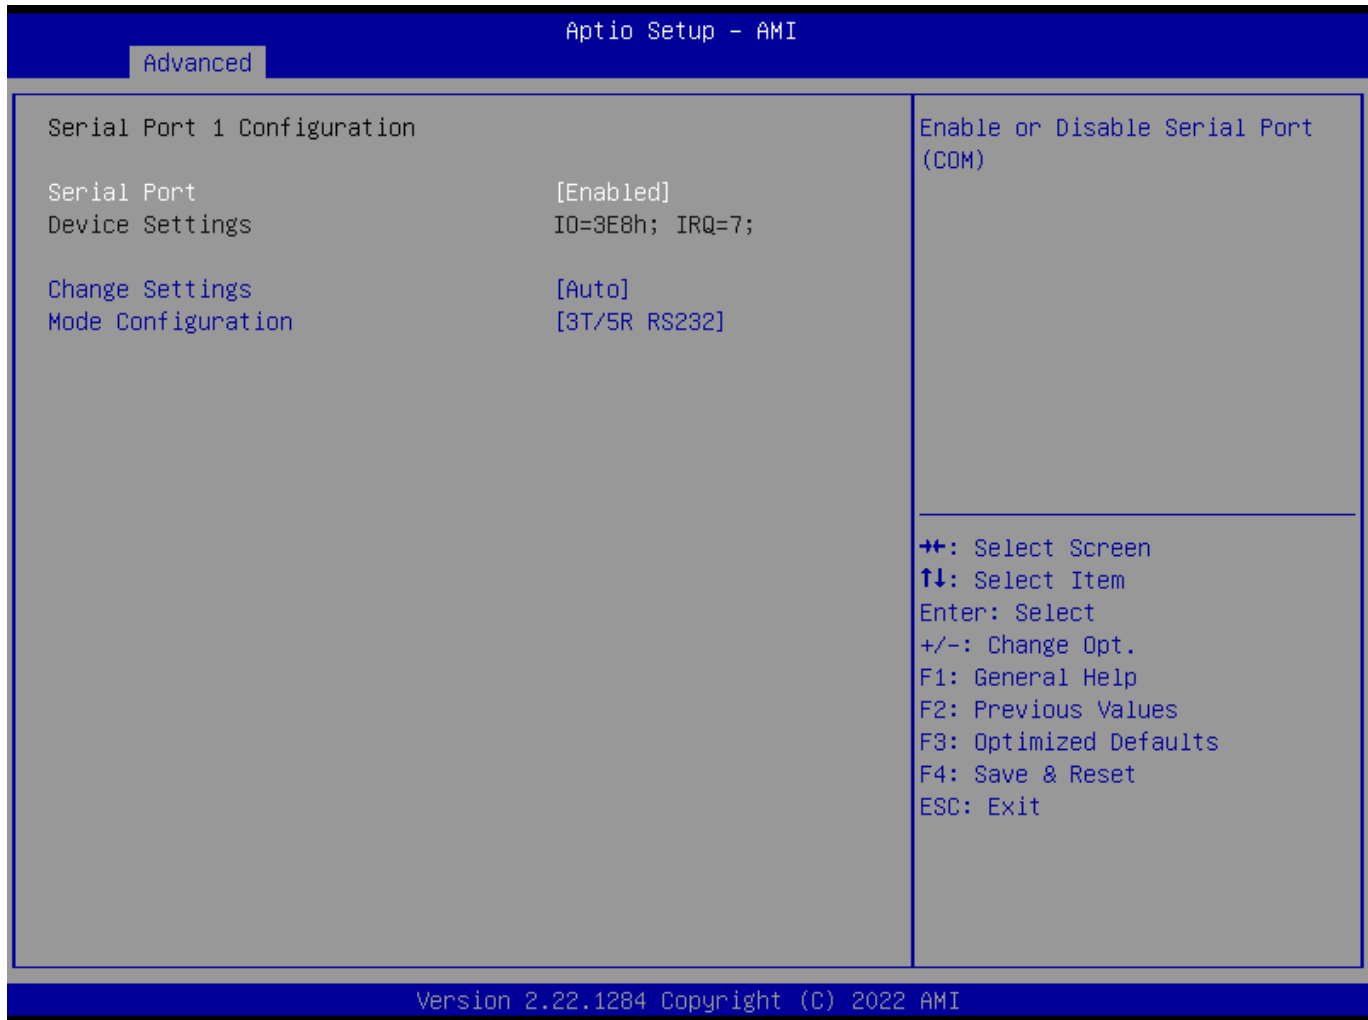 Aptio Setup – AMI
Advanced
Serial Port 1 Configuration
Serial Port [Enabled]
Device Settings IO=3E8h; IRQ=7;
Change Settings [Auto]
Mode Configuration [3T/5R RS232]
Enable or Disable Serial Port
(COM)
→←: Select Screen
↑↓: Select Item
Enter: Select
+/-: Change Opt.
F1: General Help
F2: Previous Values
F3: Optimized Defaults
F4: Save & Reset
ESC: Exit
Version 2.22.1284 Copyright (C) 2022 AMI